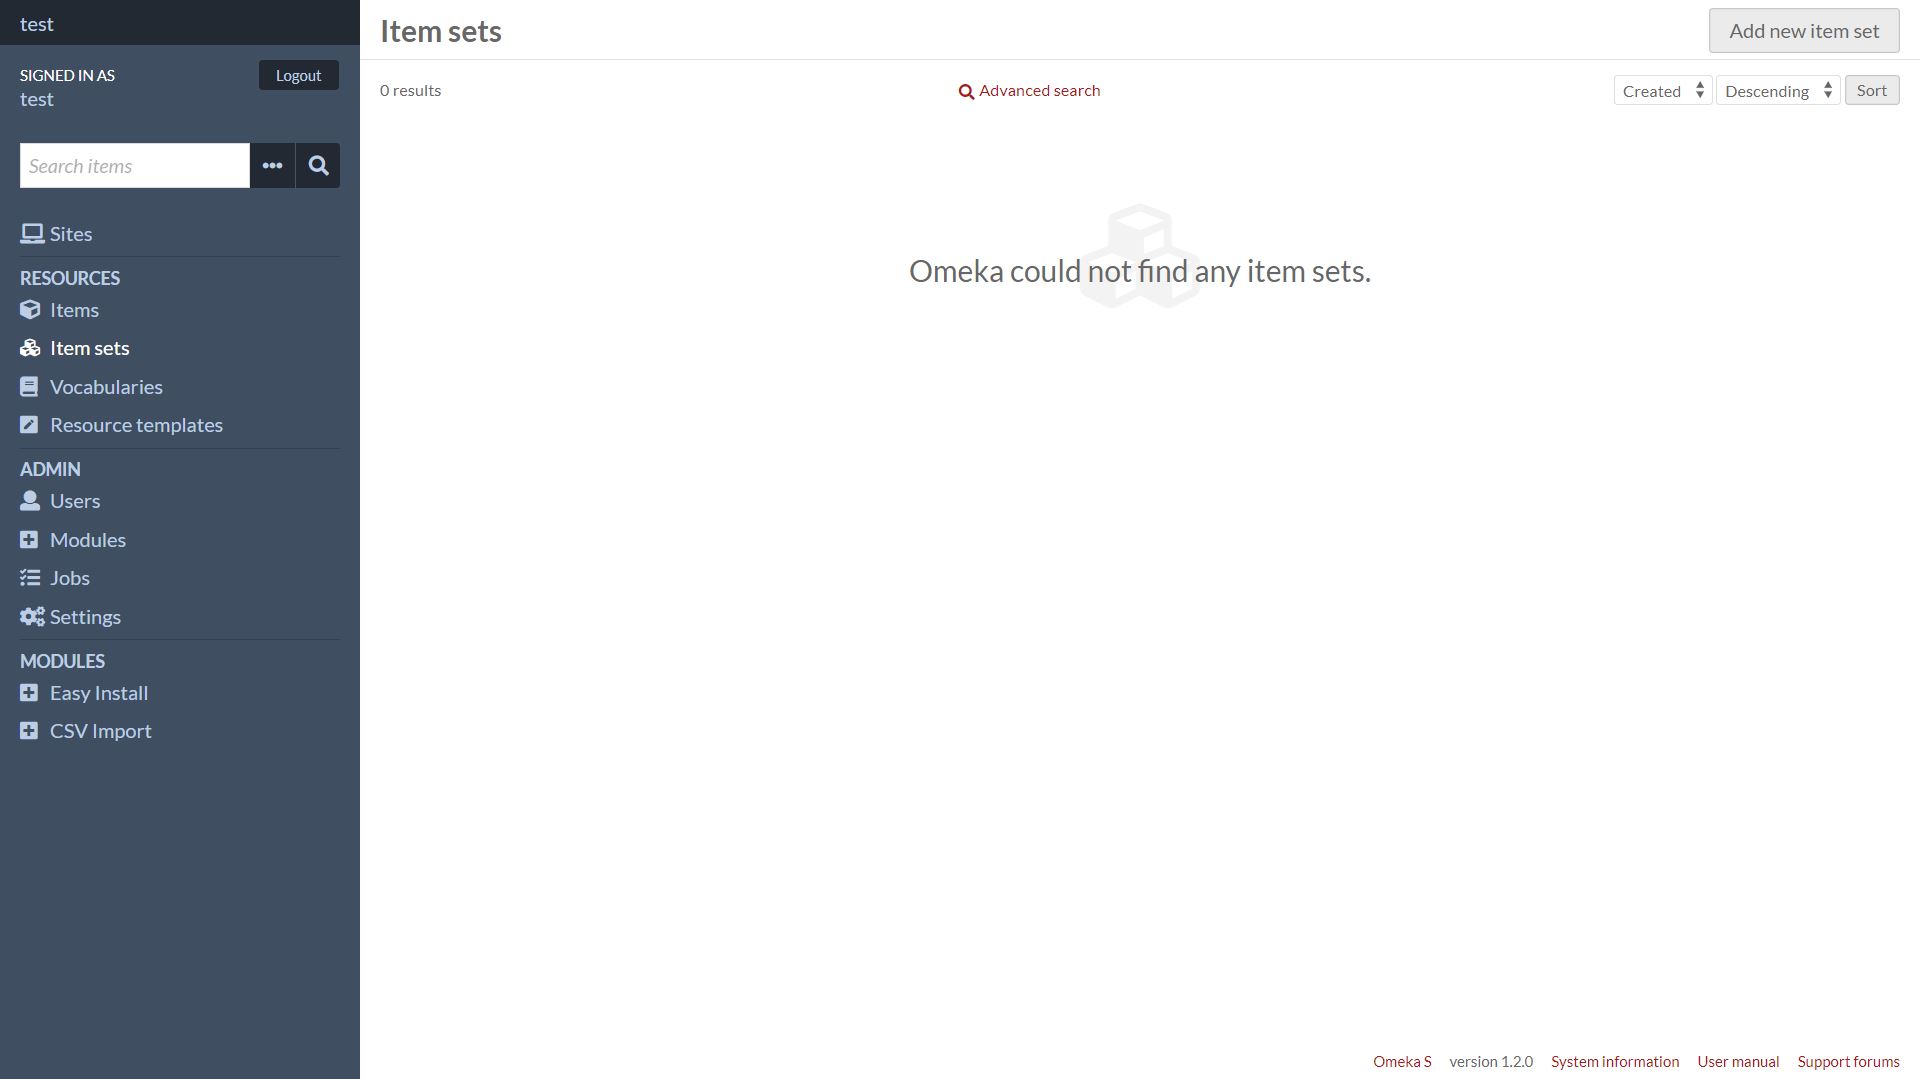 test
SIGNED IN AS
Logout
test
Search items
Sites
RESOURCES
Items
Item sets
Vocabularies
Resource templates
ADMIN
Users
Modules
Jobs
Settings
MODULES
Easy Install
CSV Import
Item sets
Add new item set
0 results
Advanced search
Created
Descending
Sort
Omeka could not find any item sets.
Omeka S version 1.2.0 System information User manual Support forums